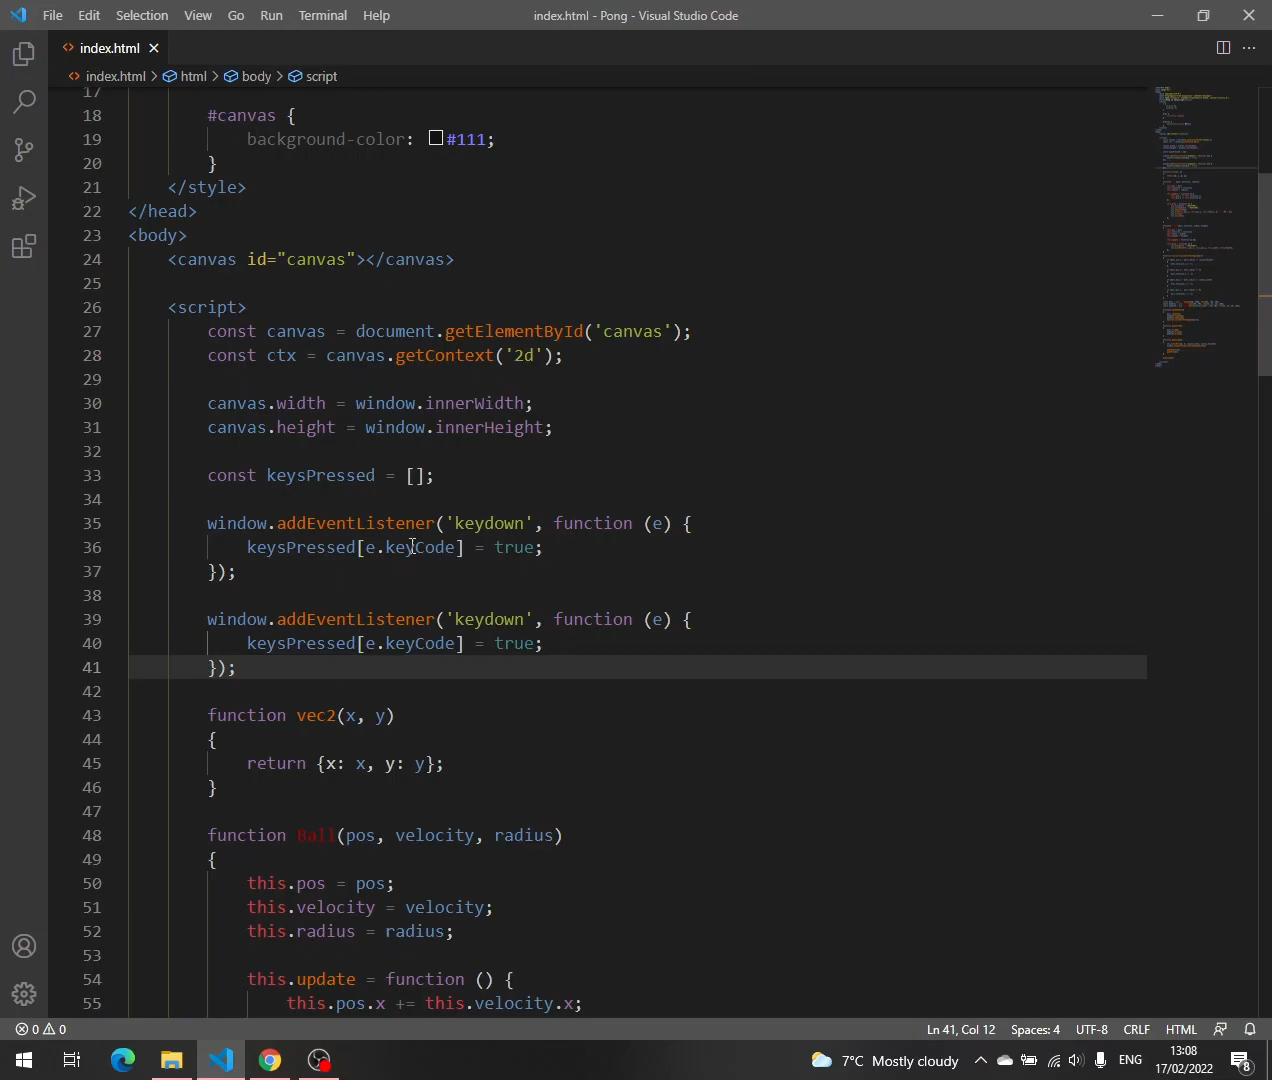 File Edit Selection View Go Run Terminal Help index.html - Pong - Visual Studio Code
index.html
index.html > html > body > script
17
18 #canvas {
19 background-color: #111;
20 }
21 </style>
22 </head>
23 <body>
24 <canvas id="canvas"></canvas>
25
26 <script>
27 const canvas = document.getElementById('canvas');
28 const ctx = canvas.getContext('2d');
29
30 canvas.width = window.innerWidth;
31 canvas.height = window.innerHeight;
32
33 const keysPressed = [];
34
35 window.addEventListener('keydown', function (e) {
36 keysPressed[e.keyCode] = true;
37 });
38
39 window.addEventListener('keydown', function (e) {
40 keysPressed[e.keyCode] = true;
41 });
42
43 function vec2(x, y)
44 {
45 return {x: x, y: y};
46 }
47
48 function Ball(pos, velocity, radius)
49 {
50 this.pos = pos;
51 this.velocity = velocity;
52 this.radius = radius;
53
54 this.update = function () {
55 this.pos.x += this.velocity.x;
0 0 Ln 41, Col 12 Spaces: 4 UTF-8 CRLF HTML
7°C Mostly cloudy ENG 13:08
17/02/2022 8